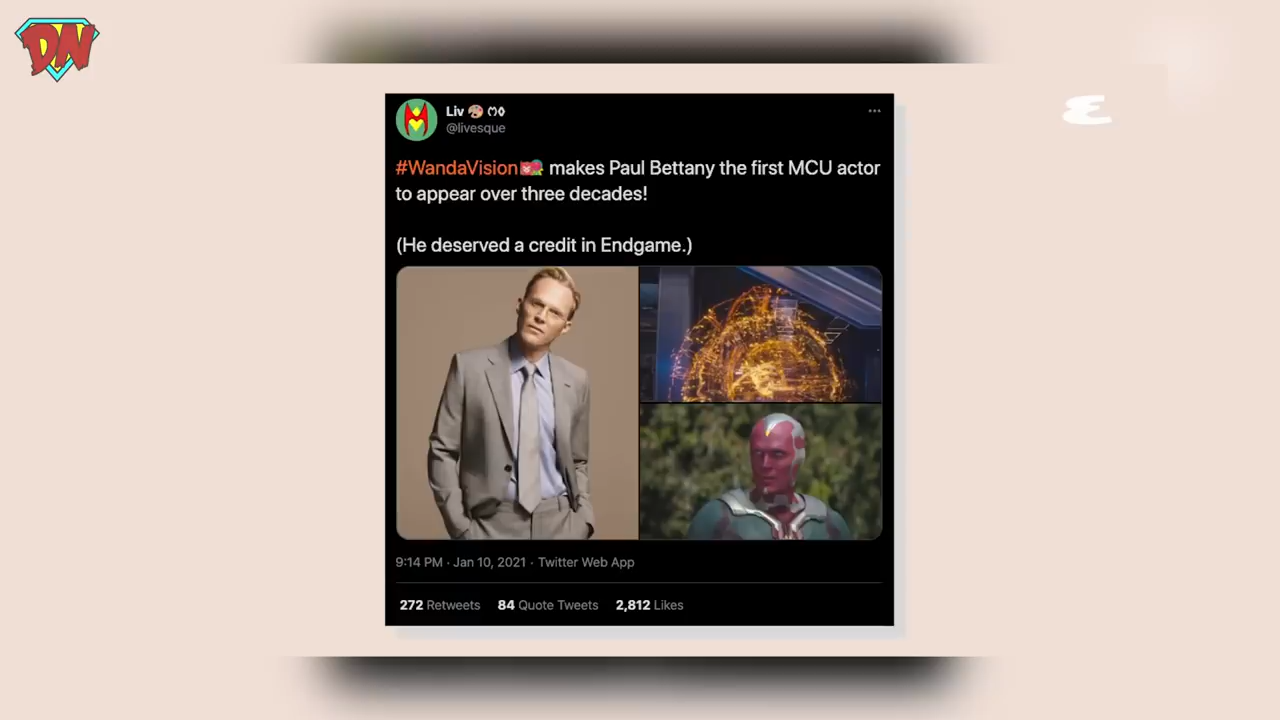 DN
Liv
@livesque
#WandaVision makes Paul Bettany the first MCU actor
to appear over three decades!
(He deserved a credit in Endgame.)
9:14 PM · Jan 10, 2021 · Twitter Web App
272 Retweets 84 Quote Tweets 2,812 Likes